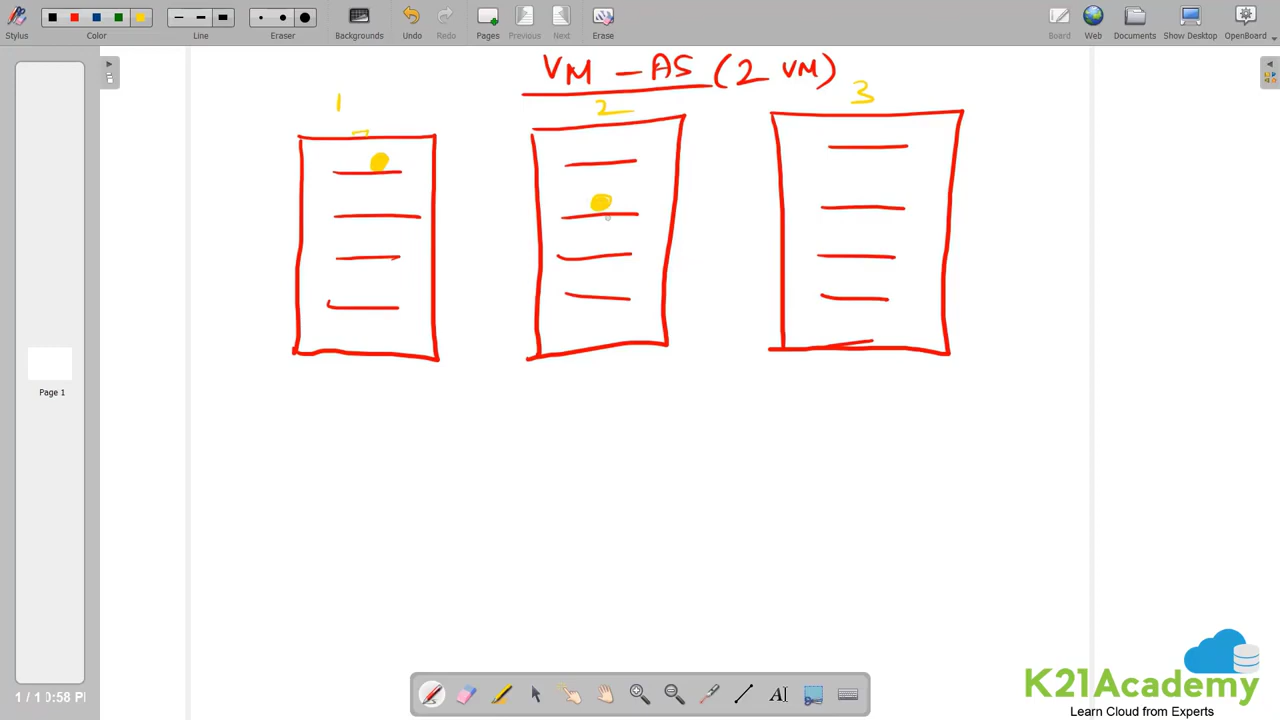 Stylus
Color
Line
Eraser
Backgrounds
Undo
Redo
Pages
Previous
Next
Erase
Board
Web
Documents
Show Desktop
OpenBoard
VM - AS (2 VM)
1
2
3
Page 1
K21Academy
Learn Cloud from Experts